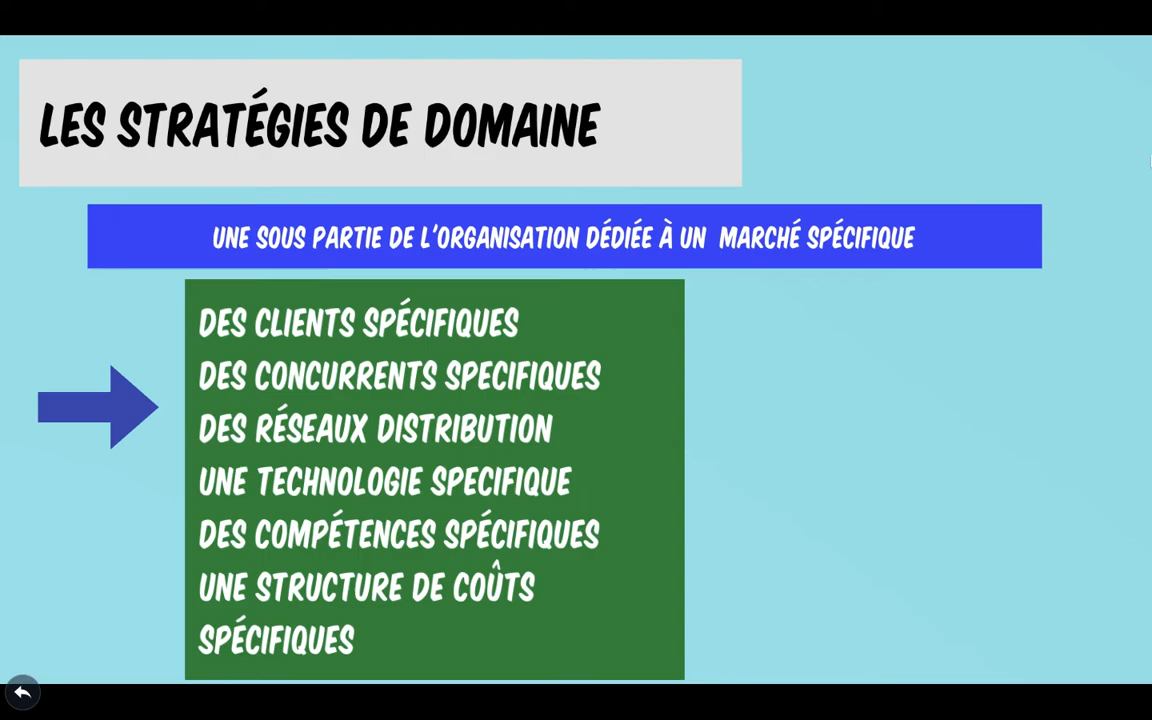 LES STRATÉGIES DE DOMAINE
UNE SOUS PARTIE DE L'ORGANISATION DÉDIÉE À UN MARCHÉ SPÉCIFIQUE
DES CLIENTS SPÉCIFIQUES
DES CONCURRENTS SPECIFIQUES
DES RÉSEAUX DISTRIBUTION
UNE TECHNOLOGIE SPECIFIQUE
DES COMPÉTENCES SPÉCIFIQUES
UNE STRUCTURE DE COÛTS
SPÉCIFIQUES